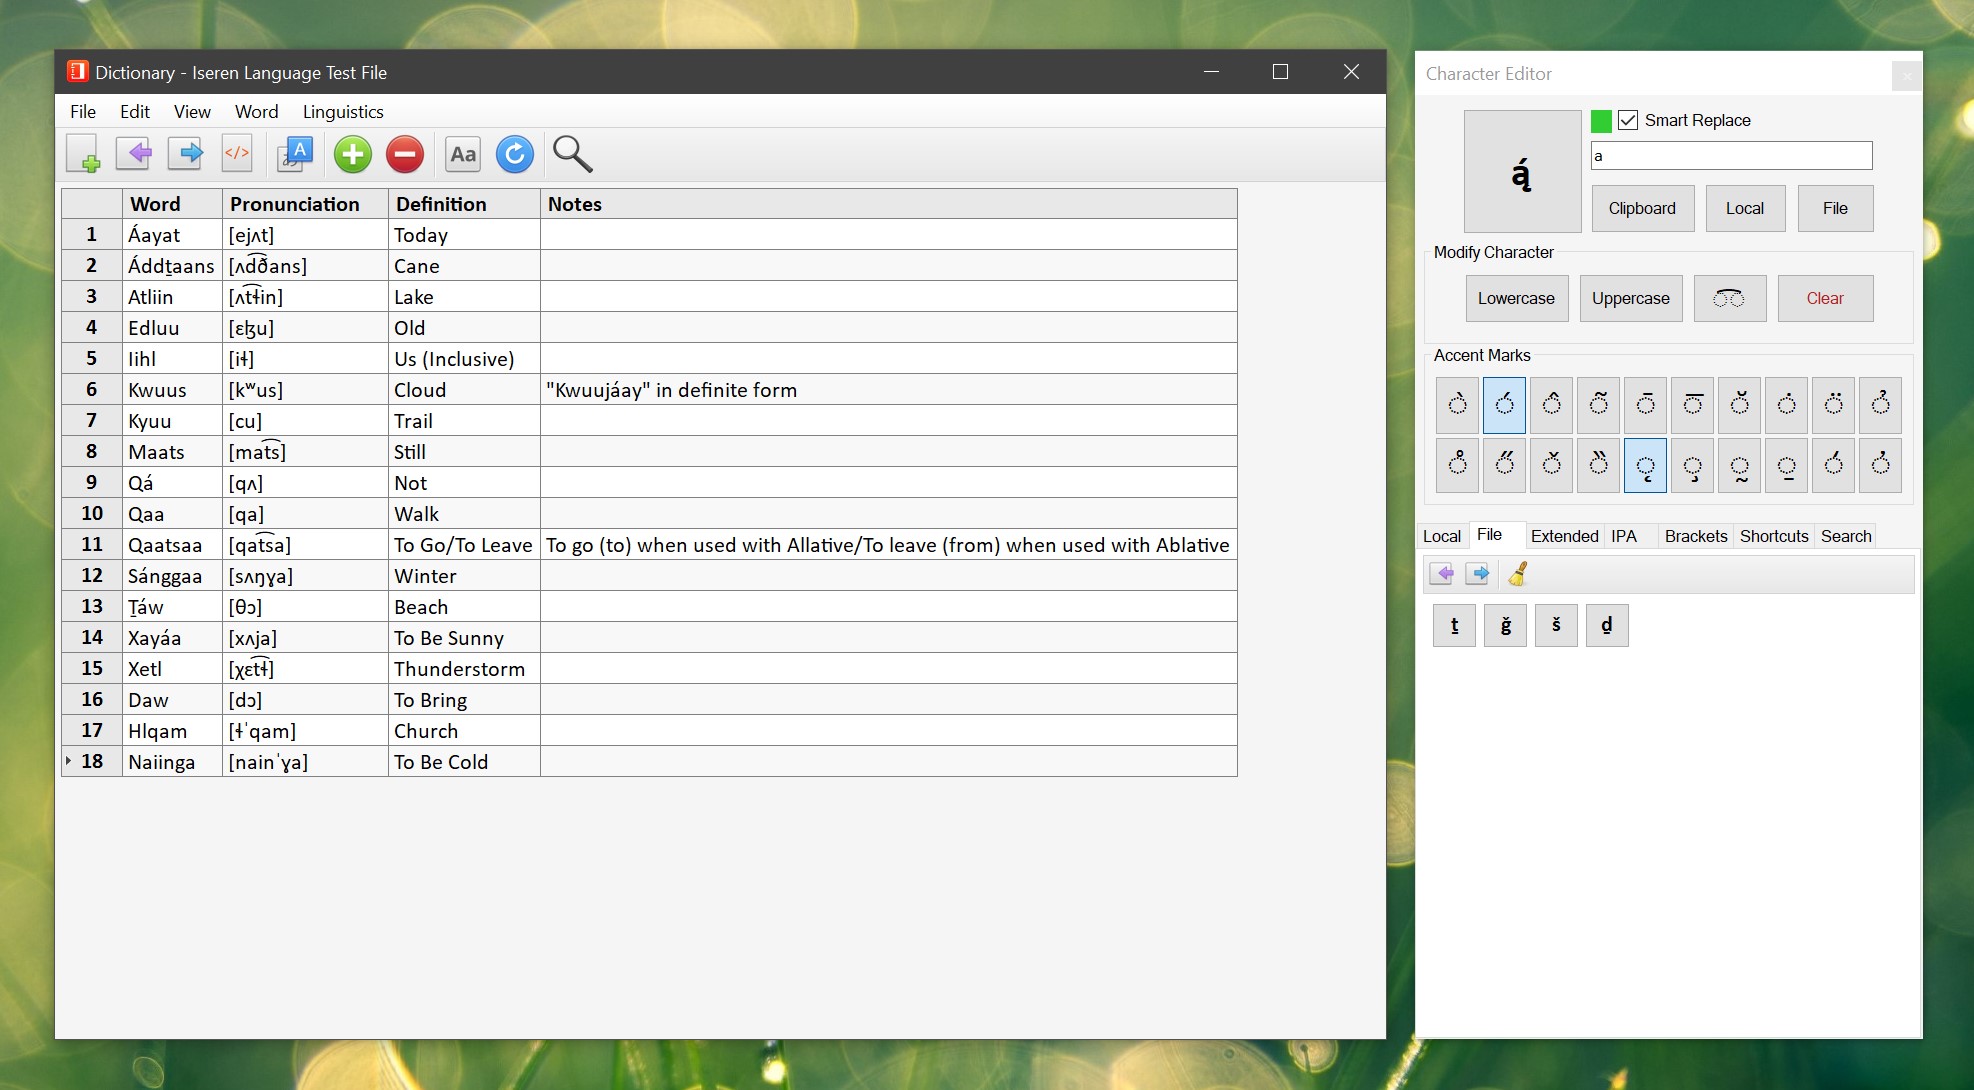 Dictionary - Iseren Language Test File
File Edit View Word Linguistics
</> A Aa
Word Pronunciation Definition Notes
1 Áayat [ejʌt] Today
2 Áddṯaans [ʌd͡ðans] Cane
3 Atliin [ʌt͡ɬin] Lake
4 Edluu [ɛɮu] Old
5 Iihl [iɬ] Us (Inclusive)
6 Kwuus [kʷus] Cloud "Kwuujáay" in definite form
7 Kyuu [cu] Trail
8 Maats [mat͡s] Still
9 Qá [qʌ] Not
10 Qaa [qa] Walk
11 Qaatsaa [qat͡sa] To Go/To Leave To go (to) when used with Allative/To leave (from) when used with Ablative
12 Sánggaa [sʌŋɣa] Winter
13 Ṯáw [θɔ] Beach
14 Xayáa [xʌja] To Be Sunny
15 Xetl [χɛt͡ɬ] Thunderstorm
16 Daw [dɔ] To Bring
17 Hlqam [ɬˈqam] Church
18 Naiinga [nainˈɣa] To Be Cold
Character Editor
ą́
Smart Replace
a
Clipboard Local File
Modify Character
Lowercase Uppercase ◌͡◌ Clear
Accent Marks
◌̀ ◌́ ◌̂ ◌̃ ◌̄ ◌̅ ◌̆ ◌̇ ◌̈ ◌̉
◌̊ ◌̋ ◌̌ ◌̏ ◌̨ ◌̧ ◌̰ ◌̱ ◌́ ◌̓
Local File Extended IPA Brackets Shortcuts Search
ṯ ǧ š ḏ